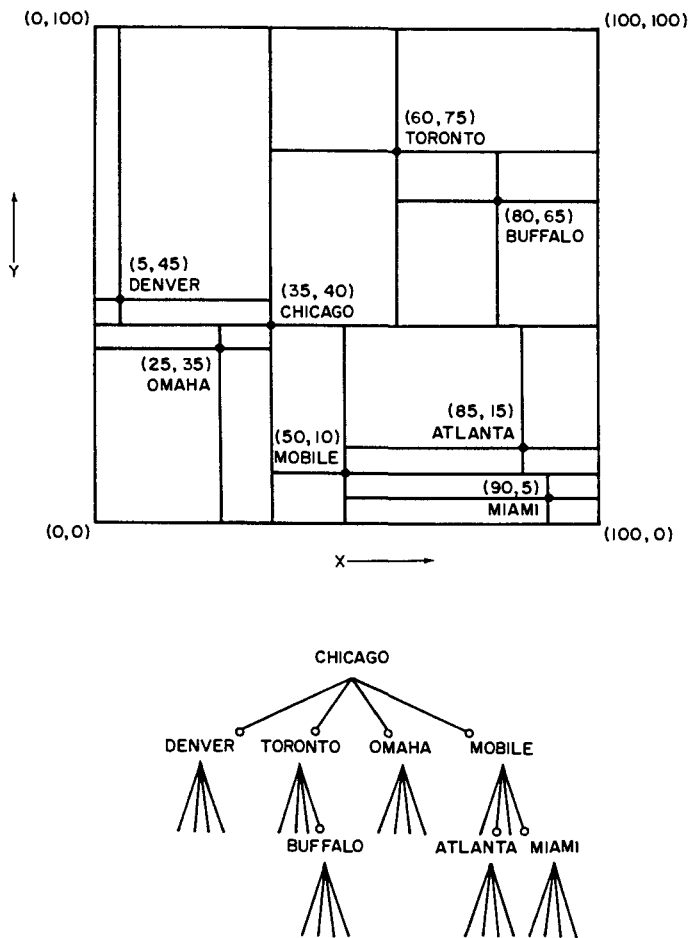 (0,100)
(100,100)
(60,75)
TORONTO
(80,65)
BUFFALO
Y
(5,45)
DENVER
(35,40)
CHICAGO
(25,35)
OMAHA
(85,15)
ATLANTA
(50,10)
MOBILE
(90,5)
MIAMI
(0,0)
(100,0)
X
CHICAGO
DENVER TORONTO OMAHA MOBILE
BUFFALO ATLANTA MIAMI